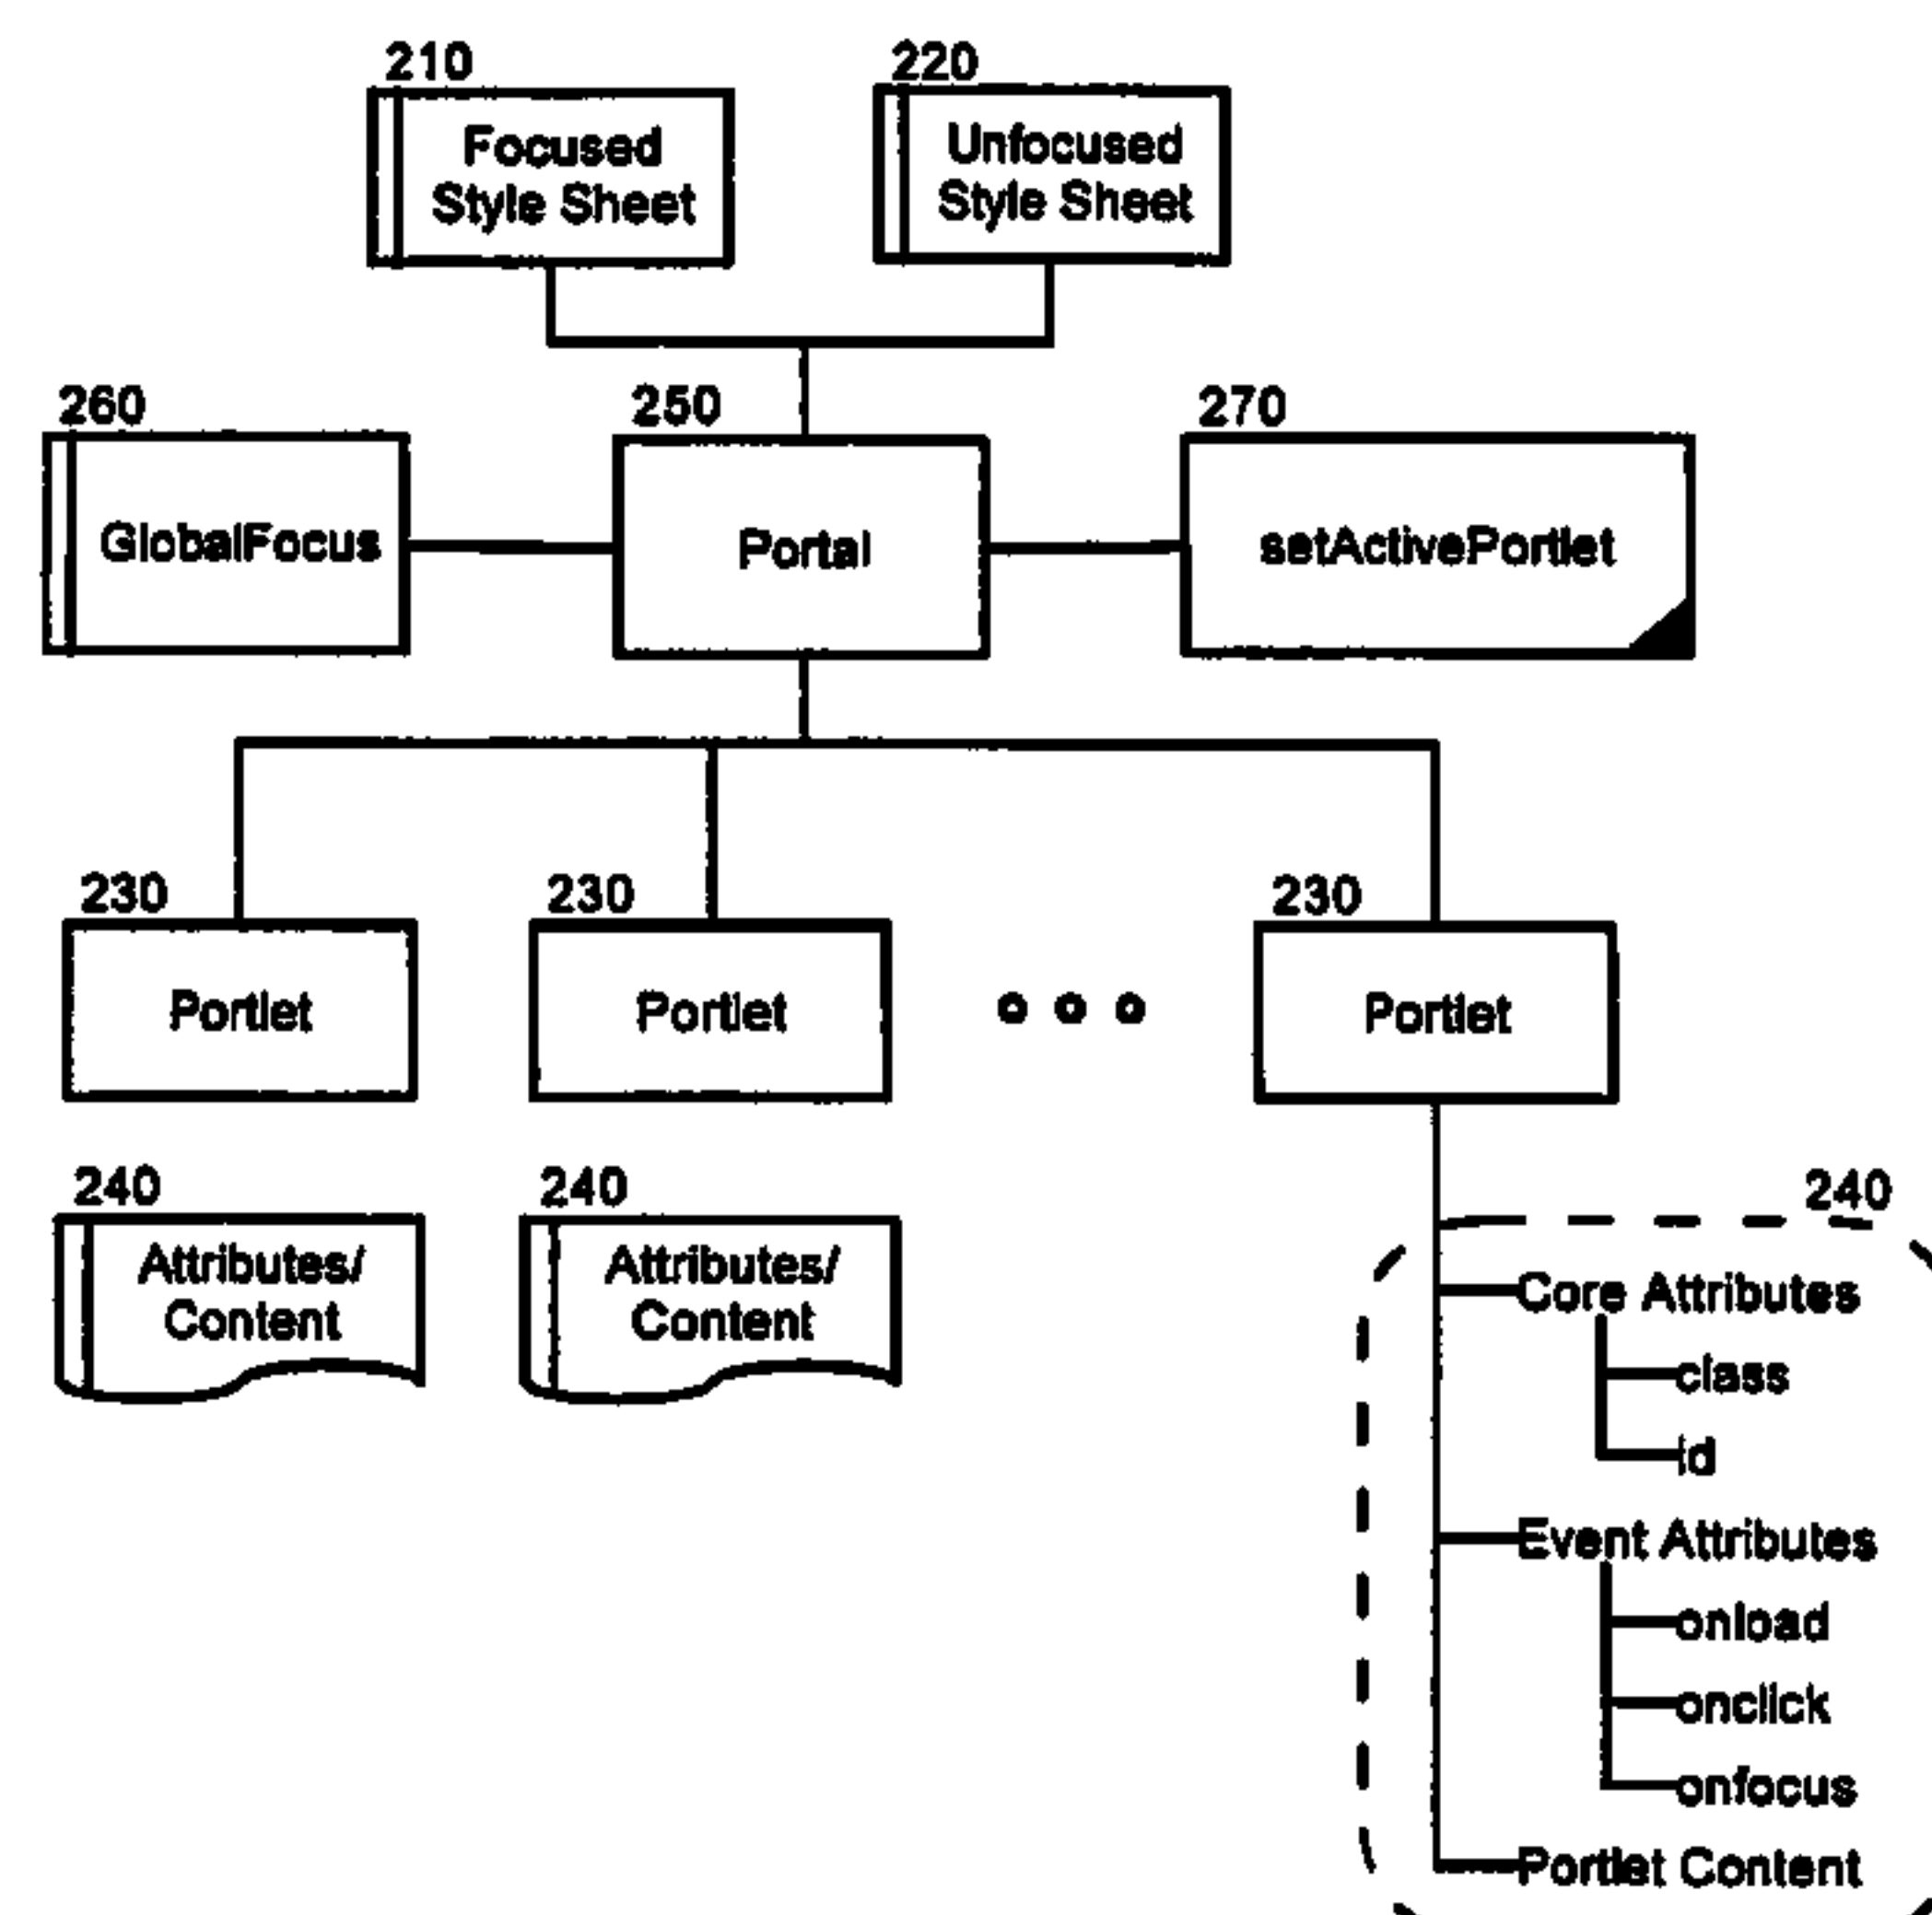 210
220
Focused
Style Sheet
Unfocused
Style Sheet
260
250
270
GlobalFocus
Portal
setActivePortlet
230
230
230
Portlet
Portlet
Portlet
240
240
240
Attributes/
Content
Attributes/
Content
Core Attributes
class
id
Event Attributes
onload
onclick
onfocus
Portlet Content